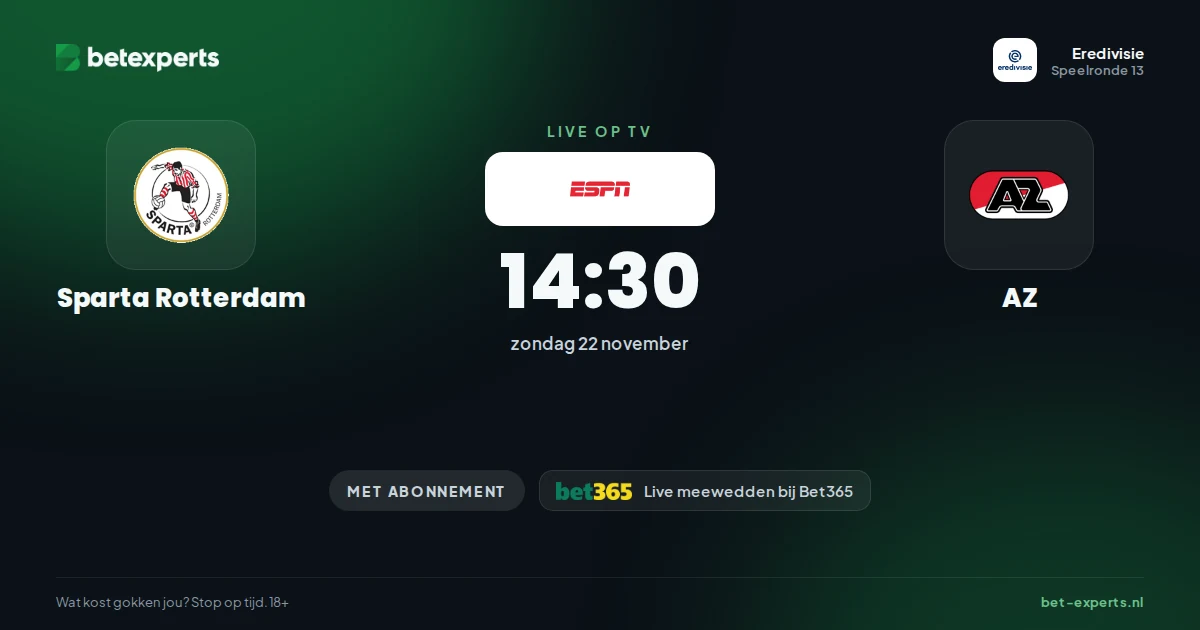 betexperts
eredivisie
Eredivisie
Speelronde 13
LIVE OP TV
ESPN
SPARTA
ROTTERDAM
AZ
14:30
Sparta Rotterdam
AZ
zondag 22 november
MET ABONNEMENT
bet365 Live meewedden bij Bet365
Wat kost gokken jou? Stop op tijd. 18+
bet-experts.nl